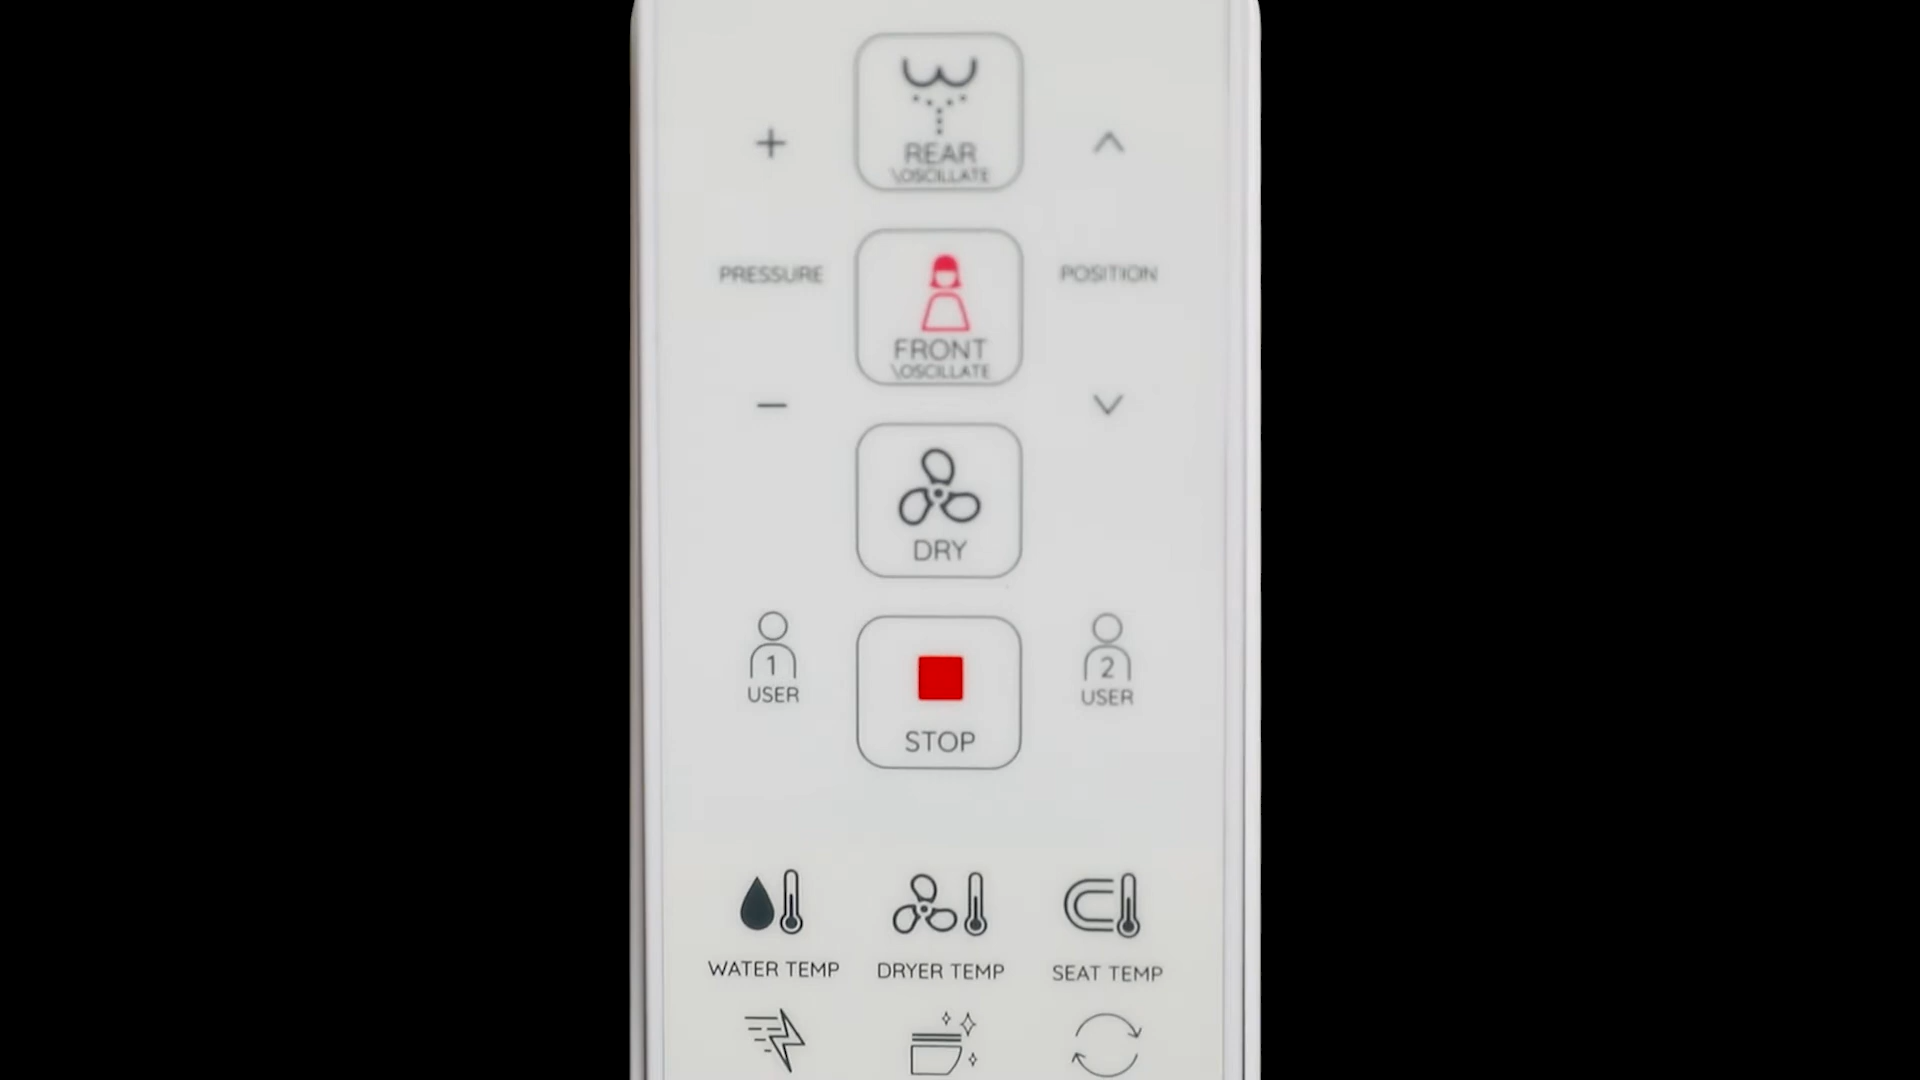 +
REAR
\OSCILLATE
PRESSURE
POSITION
FRONT
\OSCILLATE
−
DRY
1
USER
2
USER
STOP
WATER TEMP
DRYER TEMP
SEAT TEMP